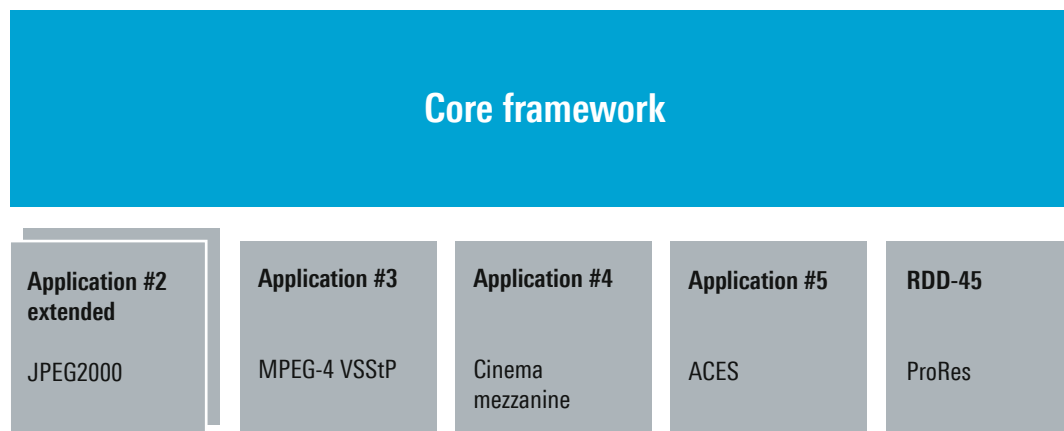 Core framework
Application #2
extended
JPEG2000
Application #3
MPEG-4 VSStP
Application #4
Cinema
mezzanine
Application #5
ACES
RDD-45
ProRes